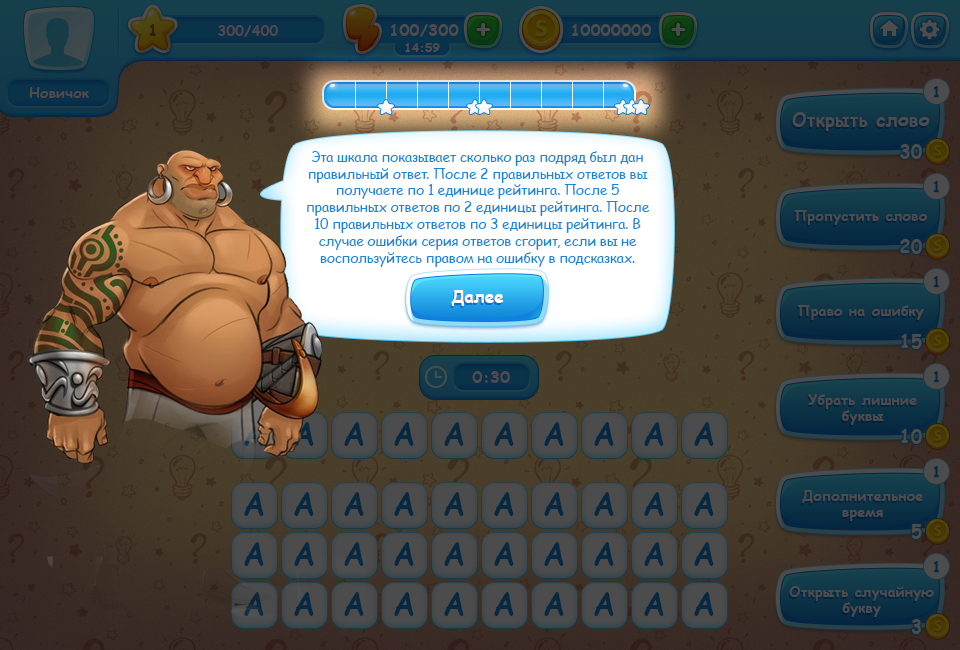 1
300/400
100/300
14:59
10000000
Новичок
Эта шкала показывает сколько раз подряд был дан
правильный ответ. После 2 правильных ответов вы
получаете по 1 единице рейтинга. После 5
правильных ответов по 2 единицы рейтинга. После
10 правильных ответов по 3 единицы рейтинга. В
случае ошибки серия ответов сгорит, если вы не
воспользуйтесь правом на ошибку в подсказках.
Далее
0:30
A A A A A A A A A
A A A A A A A A A A
A A A A A A A A A A
A A A A A A A A A A
1
Открыть слово
30
1
Пропустить слово
20
1
Право на ошибку
15
1
Убрать лишние
буквы
10
1
Дополнительное
время
5
1
Открыть случайную
букву
3